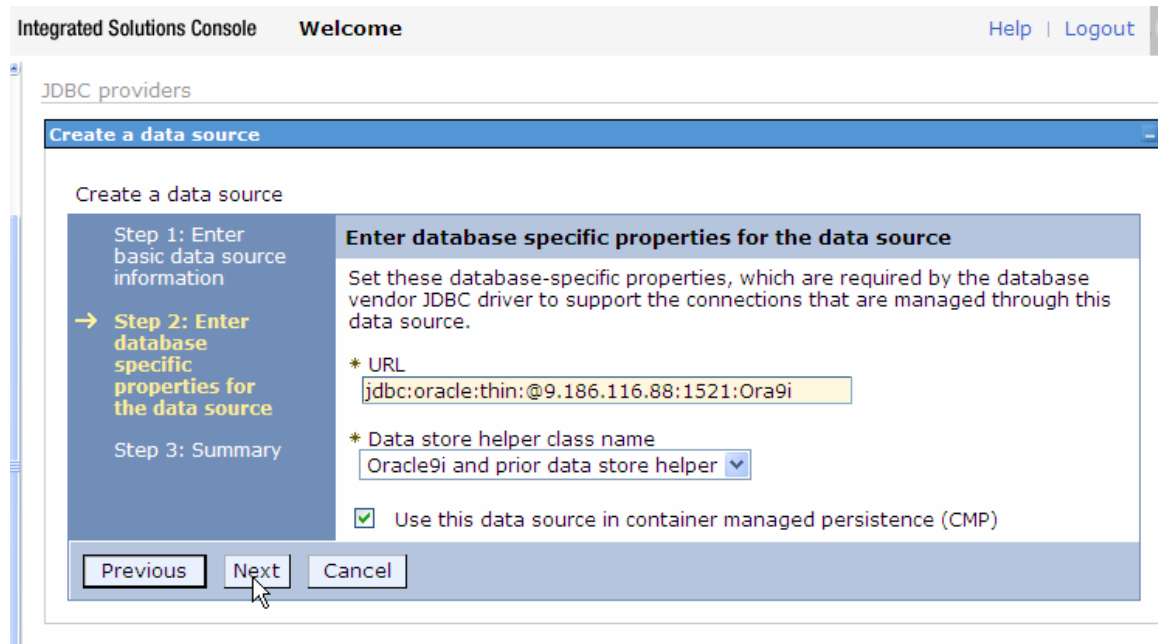 Integrated Solutions Console Welcome Help | Logout
JDBC providers
Create a data source
Create a data source
Step 1: Enter
basic data source
information
Step 2: Enter
database
specific
properties for
the data source
Step 3: Summary
Enter database specific properties for the data source
Set these database-specific properties, which are required by the database
vendor JDBC driver to support the connections that are managed through this
data source.
* URL
jdbc:oracle:thin:@9.186.116.88:1521:Ora9i
* Data store helper class name
Oracle9i and prior data store helper
Use this data source in container managed persistence (CMP)
Previous Next Cancel